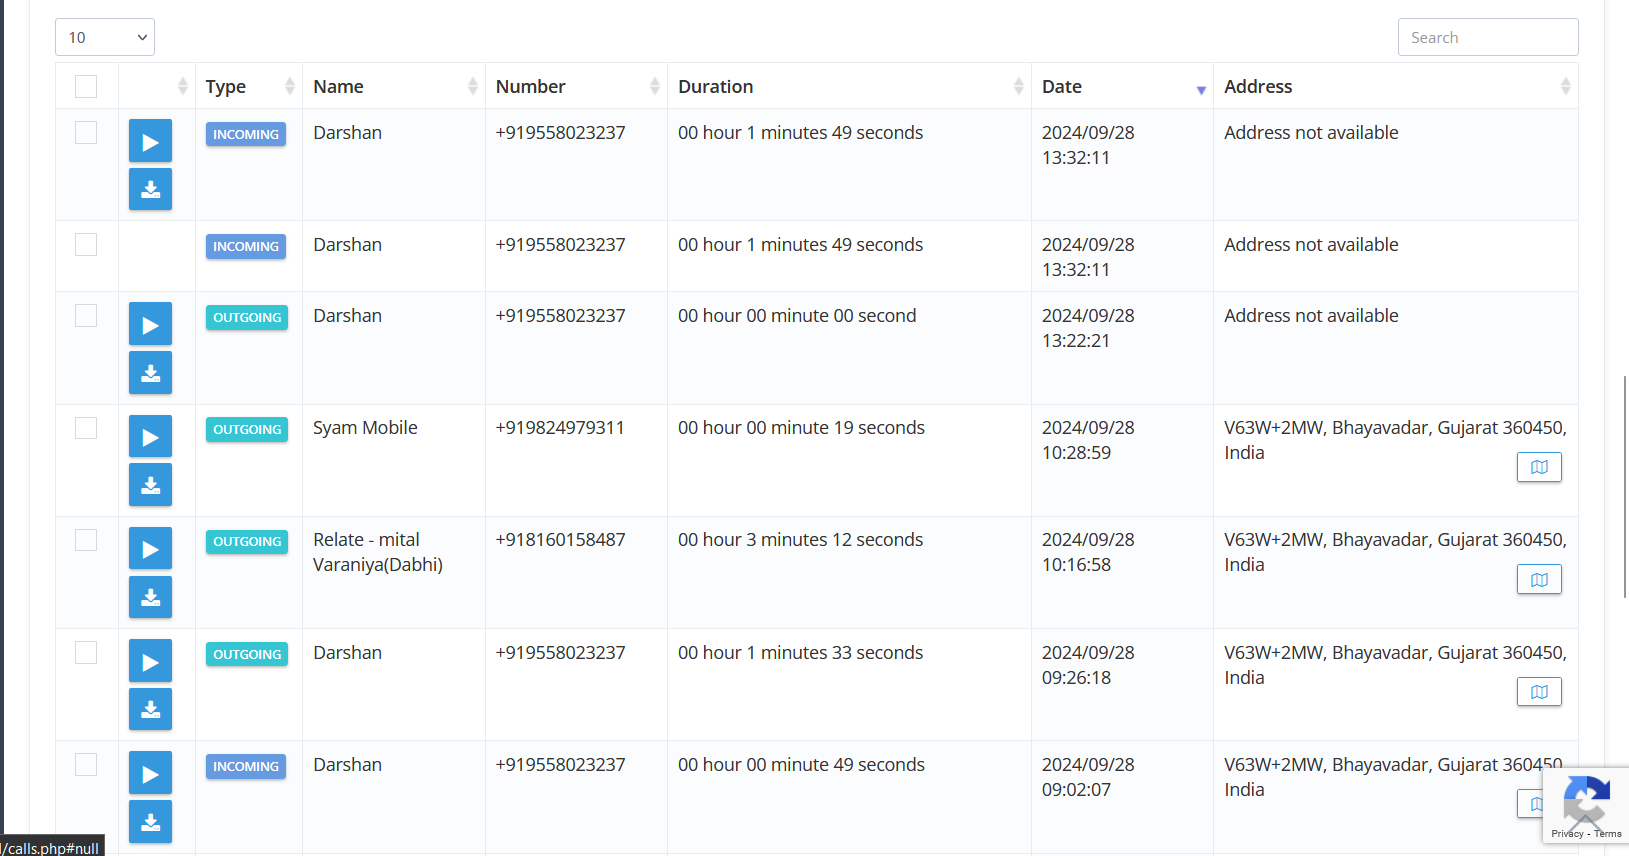 10
Search
Type Name Number Duration Date Address
INCOMING Darshan +919558023237 00 hour 1 minutes 49 seconds 2024/09/28 Address not available
13:32:11
INCOMING Darshan +919558023237 00 hour 1 minutes 49 seconds 2024/09/28 Address not available
13:32:11
OUTGOING Darshan +919558023237 00 hour 00 minute 00 second 2024/09/28 Address not available
13:22:21
OUTGOING Syam Mobile +919824979311 00 hour 00 minute 19 seconds 2024/09/28 V63W+2MW, Bhayavadar, Gujarat 360450,
10:28:59 India
OUTGOING Relate - mital +918160158487 00 hour 3 minutes 12 seconds 2024/09/28 V63W+2MW, Bhayavadar, Gujarat 360450,
Varaniya(Dabhi) 10:16:58 India
OUTGOING Darshan +919558023237 00 hour 1 minutes 33 seconds 2024/09/28 V63W+2MW, Bhayavadar, Gujarat 360450,
09:26:18 India
INCOMING Darshan +919558023237 00 hour 00 minute 49 seconds 2024/09/28 V63W+2MW, Bhayavadar, Gujarat 360450
09:02:07 India
Privacy - Terms
/calls.php#null